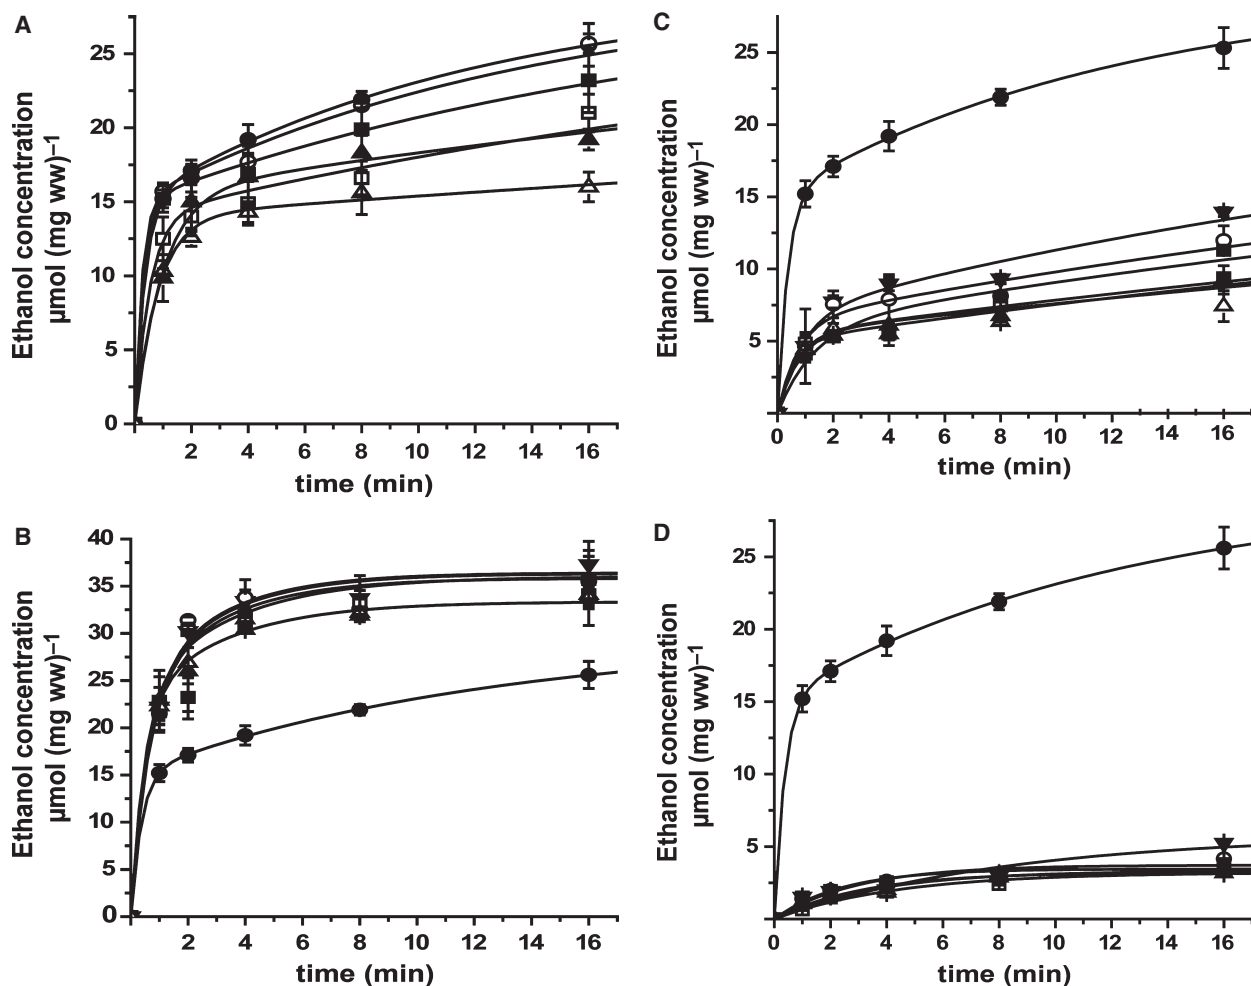 A
25
20
15
10
5
0
2 4 6 8 10 12 14 16
time (min)
Ethanol concentration
µmol (mg ww)⁻¹
C
25
20
15
10
5
0 2 4 6 8 10 12 14 16
time (min)
Ethanol concentration
µmol (mg ww)⁻¹
B
40
35
30
25
20
15
10
5
0
2 4 6 8 10 12 14 16
time (min)
Ethanol concentration
µmol (mg ww)⁻¹
D
25
20
15
10
5
0 2 4 6 8 10 12 14 16
time (min)
Ethanol concentration
µmol (mg ww)⁻¹